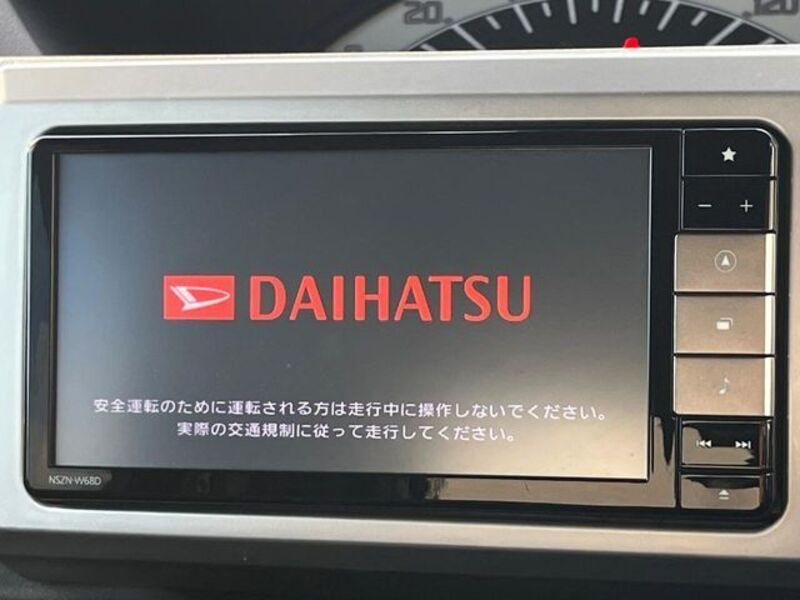 20
120
DAIHATSU
安全運転のために運転される方は走行中に操作しないでください。
実際の交通規制に従って走行してください。
NSZN-W68D